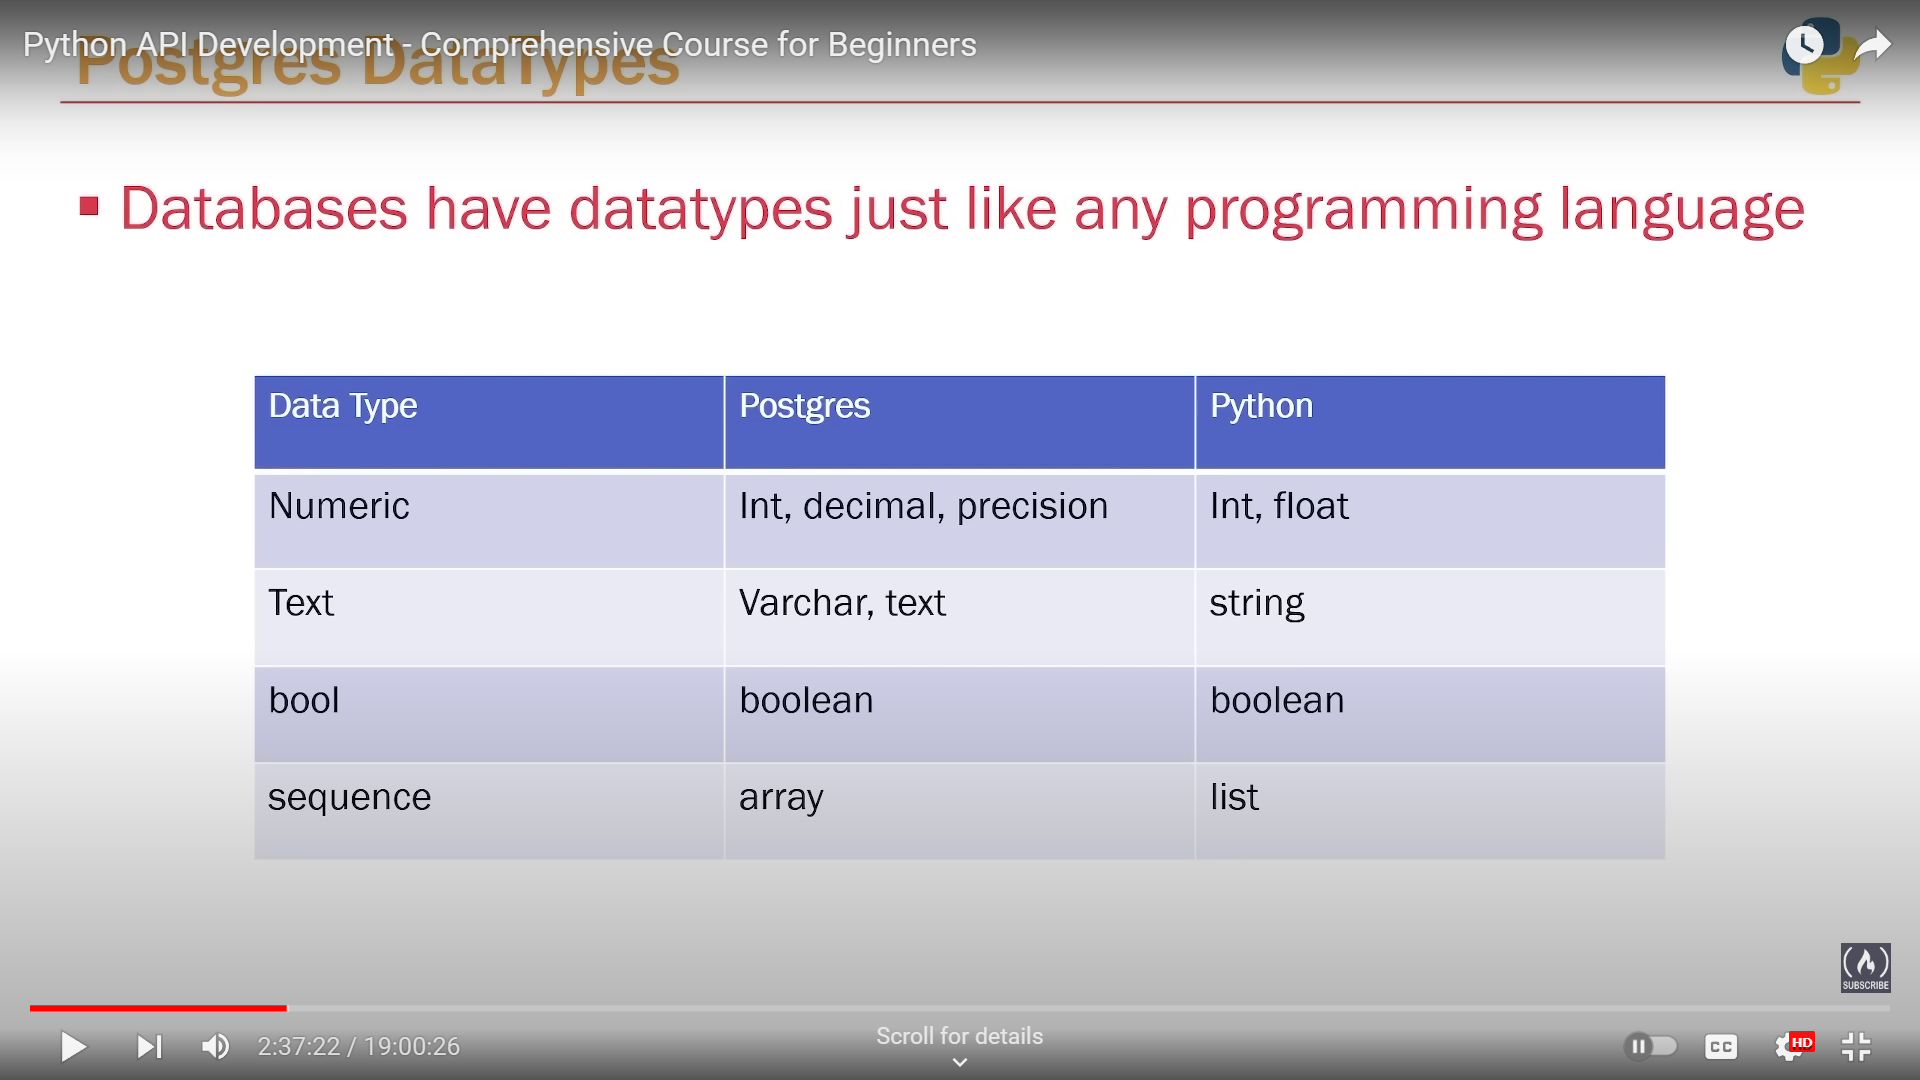 Python API Development - Comprehensive Course for Beginners
Postgres DataTypes
Databases have datatypes just like any programming language
Data Type Postgres Python
Numeric Int, decimal, precision Int, float
Text Varchar, text string
bool boolean boolean
sequence array list
SUBSCRIBE
2:37:22 / 19:00:26
Scroll for details
CC
HD